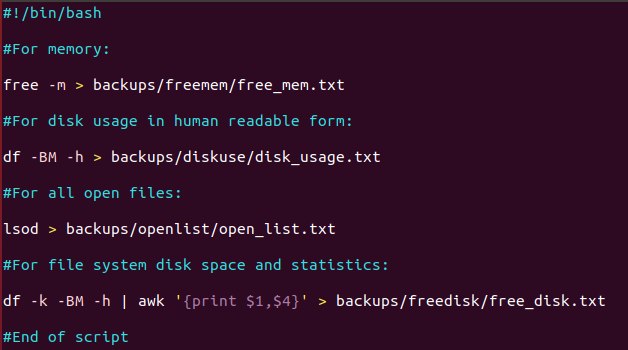 #!/bin/bash
#For memory:
free -m > backups/freemem/free_mem.txt
#For disk usage in human readable form:
df -BM -h > backups/diskuse/disk_usage.txt
#For all open files:
lsod > backups/openlist/open_list.txt
#For file system disk space and statistics:
df -k -BM -h | awk '{print $1,$4}' > backups/freedisk/free_disk.txt
#End of script